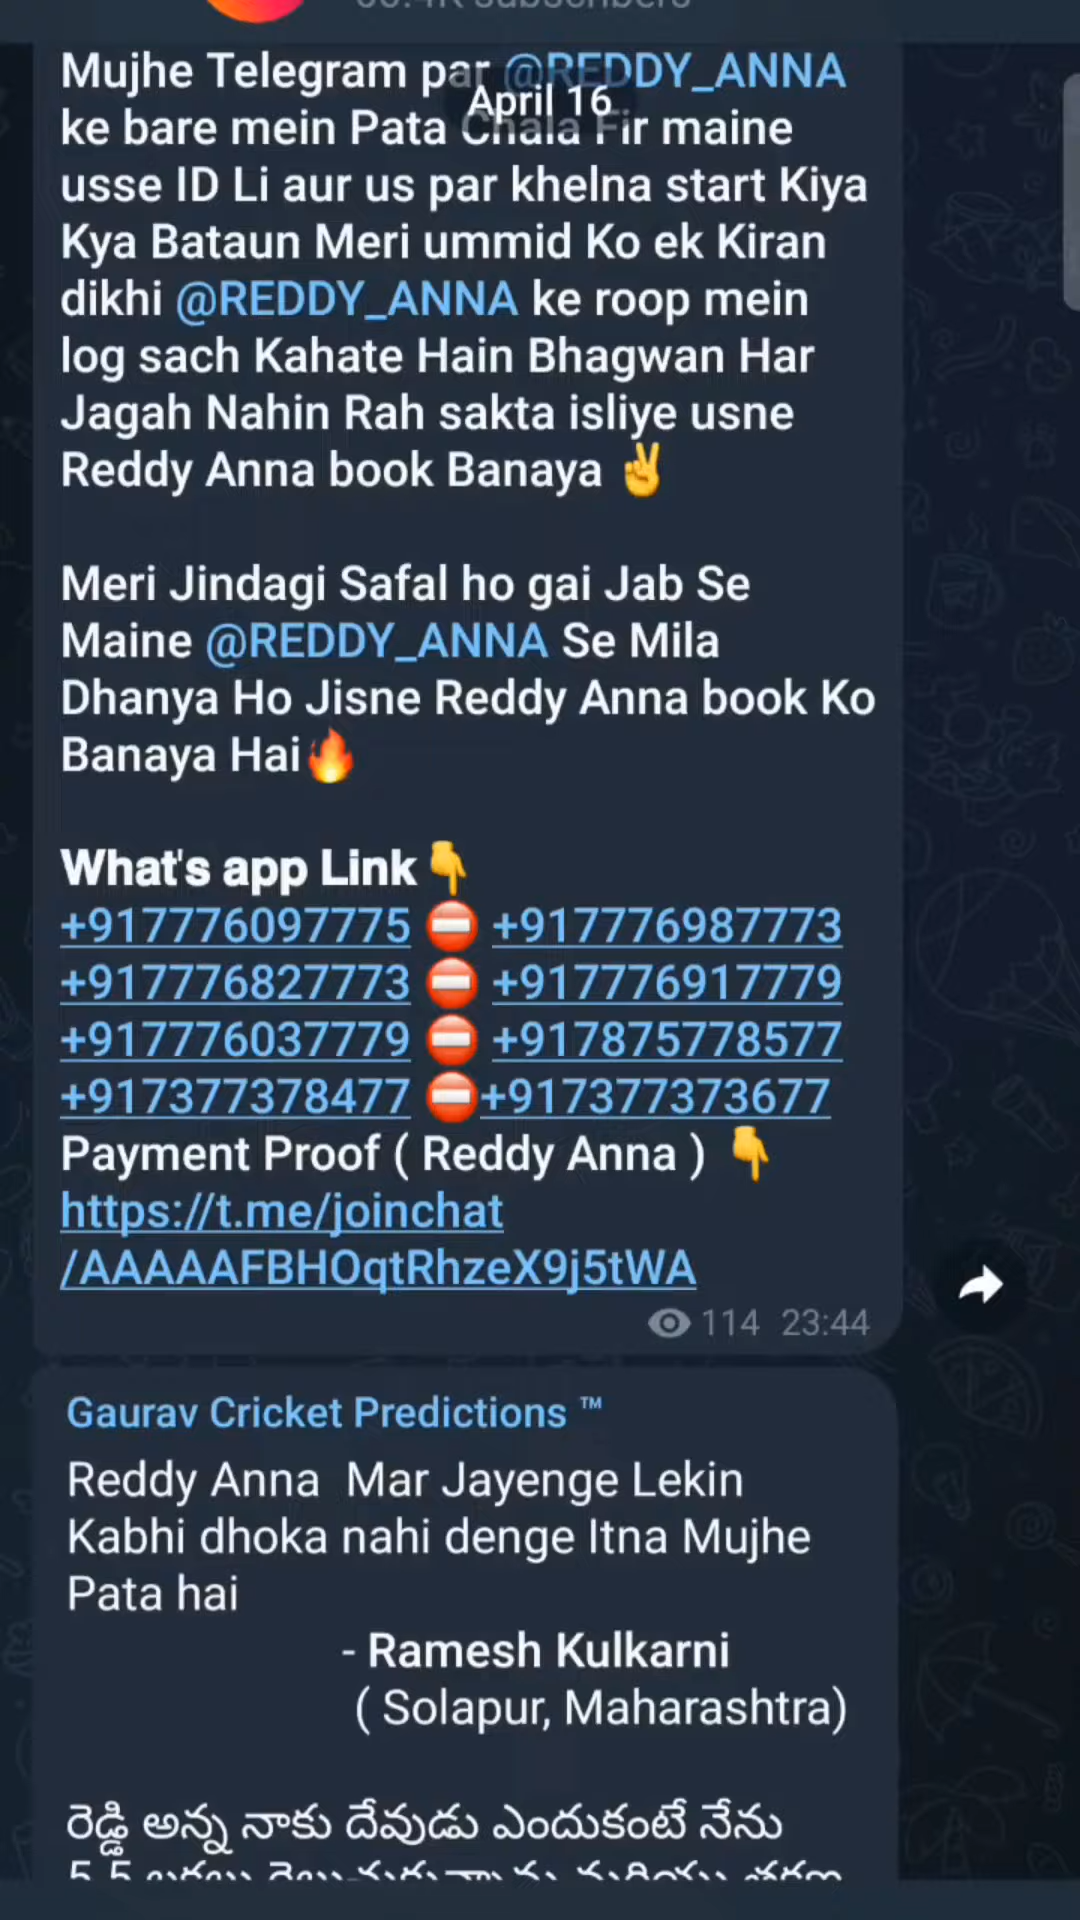 Mujhe Telegram par @REDDY_ANNA
April 16
ke bare mein Pata Chala Fir maine
usse ID Li aur us par khelna start Kiya
Kya Bataun Meri ummid Ko ek Kiran
dikhi @REDDY_ANNA ke roop mein
log sach Kahate Hain Bhagwan Har
Jagah Nahin Rah sakta isliye usne
Reddy Anna book Banaya ✌
Meri Jindagi Safal ho gai Jab Se
Maine @REDDY_ANNA Se Mila
Dhanya Ho Jisne Reddy Anna book Ko
Banaya Hai🔥
What's app Link👇
+917776097775 ⛔ +917776987773
+917776827773 ⛔ +917776917779
+917776037779 ⛔ +917875778577
+917377378477 ⛔+917377373677
Payment Proof ( Reddy Anna ) 👇
https://t.me/joinchat
/AAAAAFBHOqtRhzeX9j5tWA
114 23:44
Gaurav Cricket Predictions ™
Reddy Anna Mar Jayenge Lekin
Kabhi dhoka nahi denge Itna Mujhe
Pata hai
- Ramesh Kulkarni
( Solapur, Maharashtra)
రెడ్డి అన్న నాకు దేవుడు ఎందుకంటే నేను